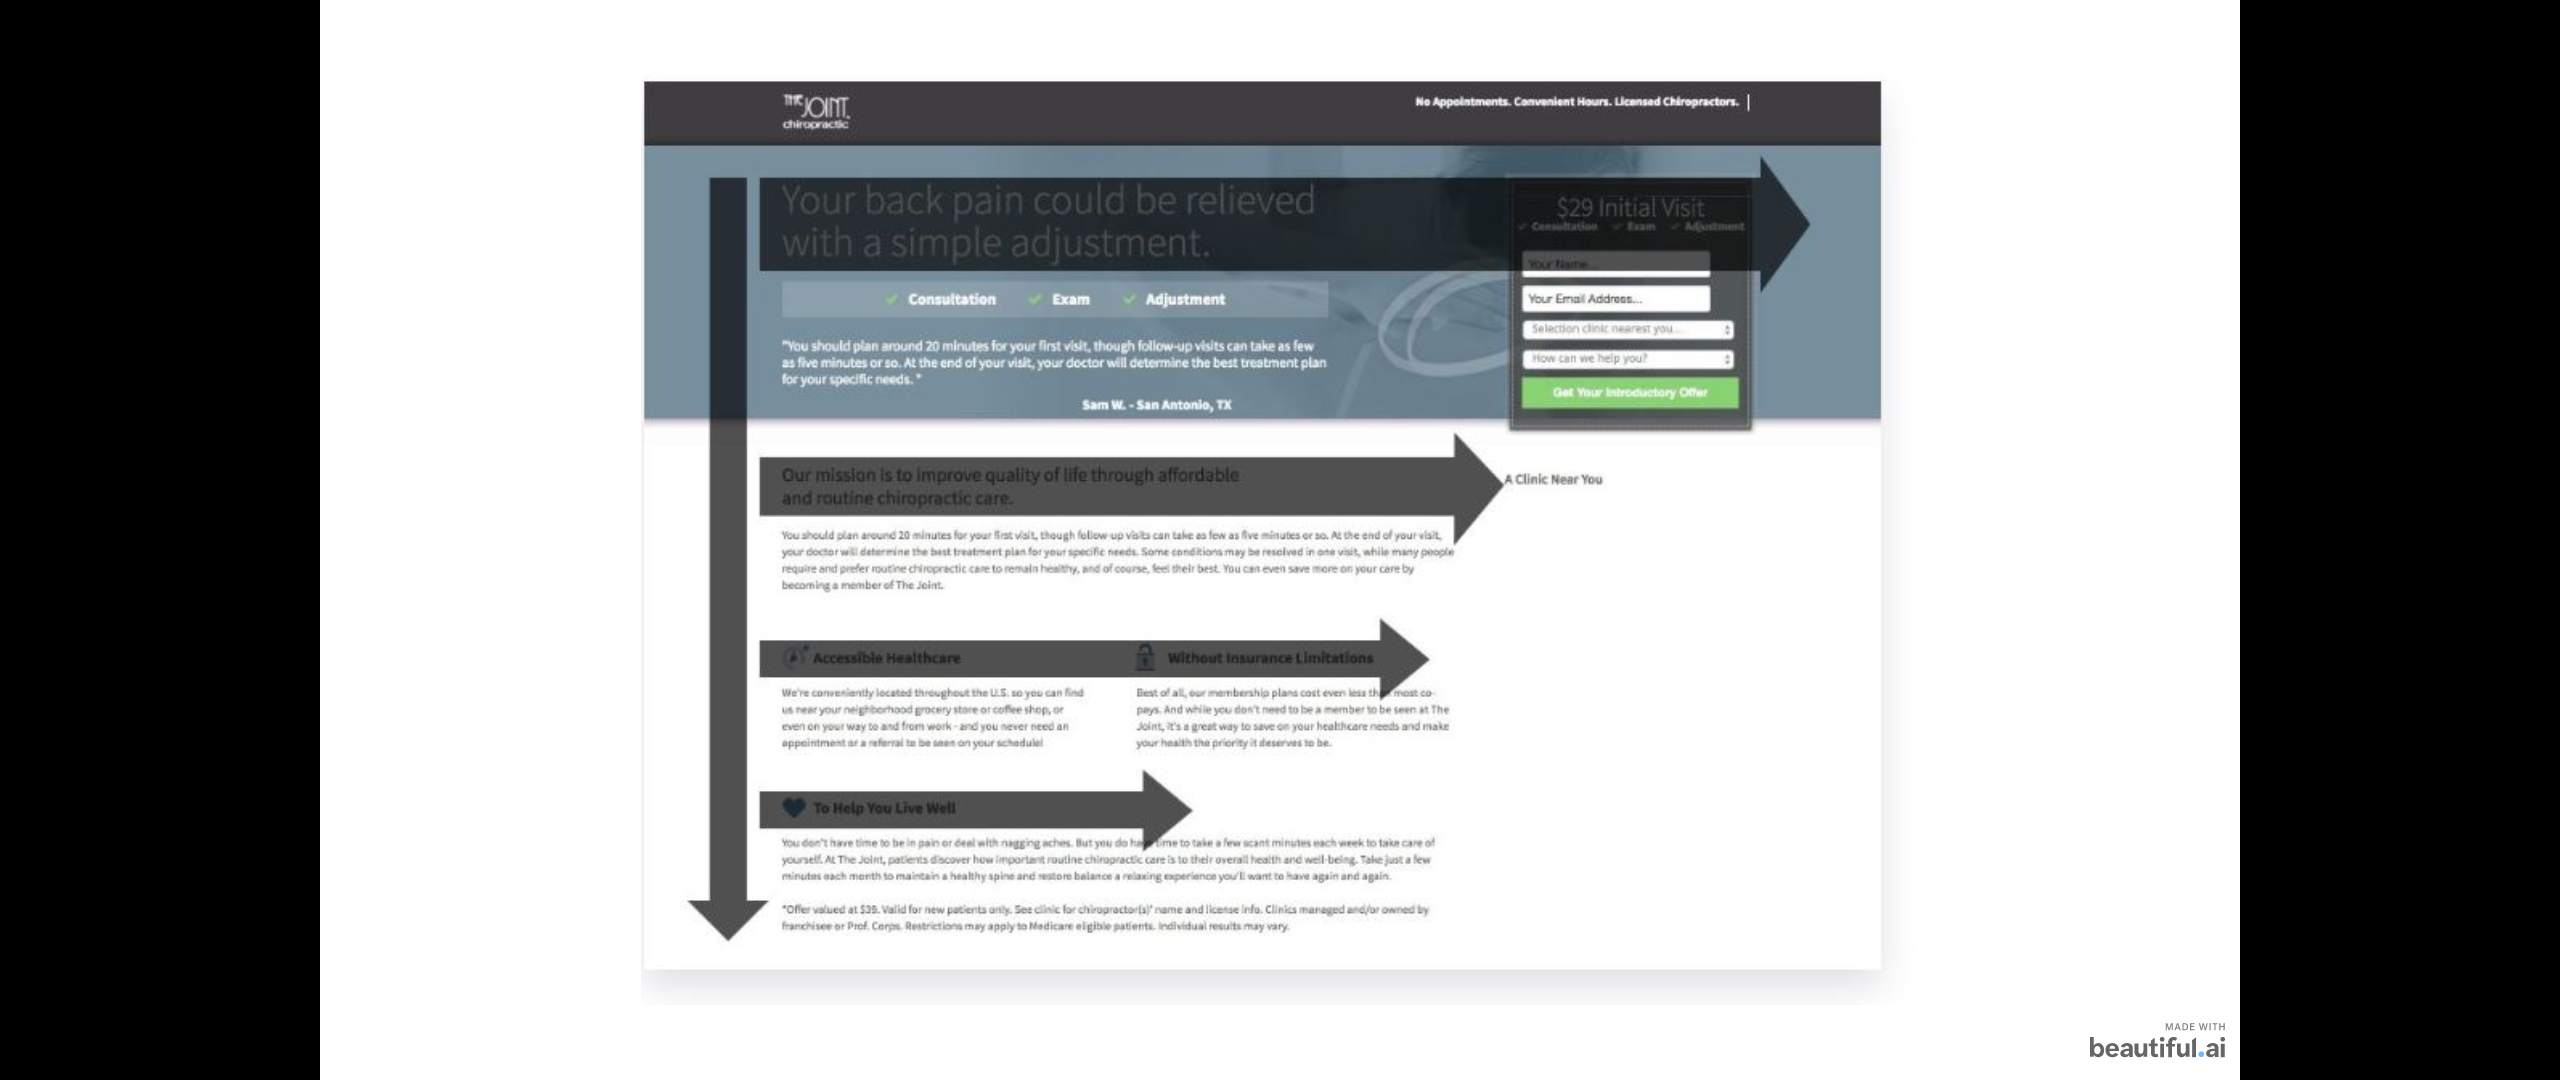 THE JOINT
chiropractic
No Appointments. Convenient Hours. Licensed Chiropractors. |
Your back pain could be relieved
with a simple adjustment.
✓ Consultation ✓ Exam ✓ Adjustment
"You should plan around 20 minutes for your first visit, though follow-up visits can take as few
as five minutes or so. At the end of your visit, your doctor will determine the best treatment plan
for your specific needs. "
Sam W. - San Antonio, TX
$29 Initial Visit
✓ Consultation ✓ Exam ✓ Adjustment
Your Name...
Your Email Address...
Selection clinic nearest you...
How can we help you?
Get Your Introductory Offer
Our mission is to improve quality of life through affordable
and routine chiropractic care.
A Clinic Near You
You should plan around 20 minutes for your first visit, though follow-up visits can take as few as five minutes or so. At the end of your visit,
your doctor will determine the best treatment plan for your specific needs. Some conditions may be resolved in one visit, while many people
require and prefer routine chiropractic care to remain healthy, and of course, feel their best. You can even save more on your care by
becoming a member of The Joint.
Accessible Healthcare
We're conveniently located throughout the U.S. so you can find
us near your neighborhood grocery store or coffee shop, or
even on your way to and from work - and you never need an
appointment or a referral to be seen on your schedule!
Without Insurance Limitations
Best of all, our membership plans cost even less than most co-
pays. And while you don't need to be a member to be seen at The
Joint, it's a great way to save on your healthcare needs and make
your health the priority it deserves to be.
To Help You Live Well
You don't have time to be in pain or deal with nagging aches. But you do have time to take a few scant minutes each week to take care of
yourself. At The Joint, patients discover how important routine chiropractic care is to their overall health and well-being. Take just a few
minutes each month to maintain a healthy spine and restore balance a relaxing experience you'll want to have again and again.
*Offer valued at $39. Valid for new patients only. See clinic for chiropractor(s)' name and license info. Clinics managed and/or owned by
franchisee or Prof. Corps. Restrictions may apply to Medicare eligible patients. Individual results may vary.
MADE WITH
beautiful.ai